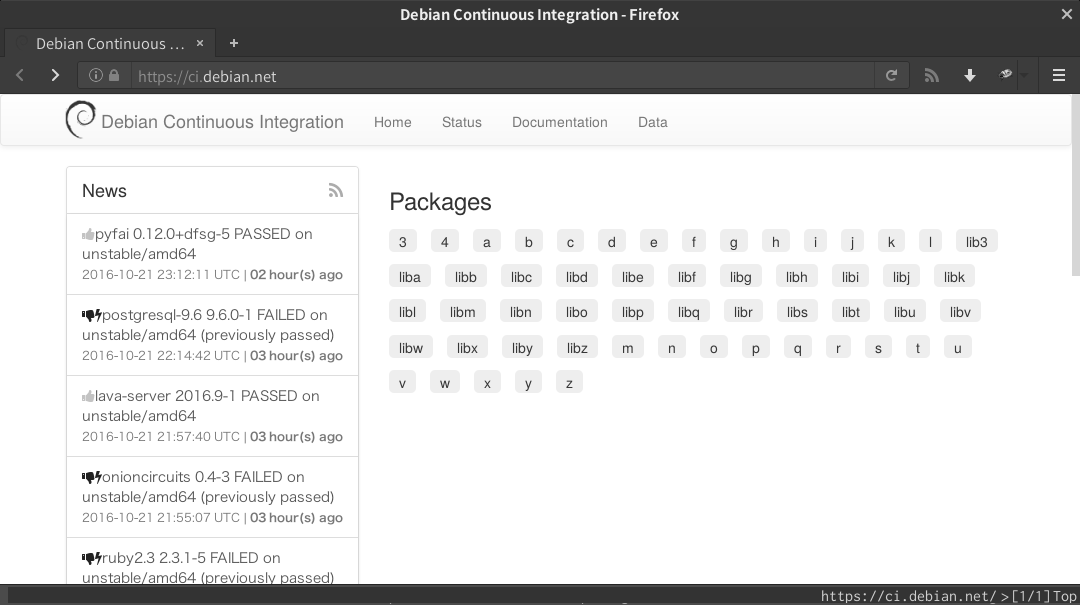 Debian Continuous Integration - Firefox
Debian Continuous ...
https://ci.debian.net
Debian Continuous Integration Home Status Documentation Data
News
pyfai 0.12.0+dfsg-5 PASSED on
unstable/amd64
2016-10-21 23:12:11 UTC | 02 hour(s) ago
postgresql-9.6 9.6.0-1 FAILED on
unstable/amd64 (previously passed)
2016-10-21 22:14:42 UTC | 03 hour(s) ago
lava-server 2016.9-1 PASSED on
unstable/amd64
2016-10-21 21:57:40 UTC | 03 hour(s) ago
onioncircuits 0.4-3 FAILED on
unstable/amd64 (previously passed)
2016-10-21 21:55:07 UTC | 03 hour(s) ago
ruby2.3 2.3.1-5 FAILED on
unstable/amd64 (previously passed)
Packages
3 4 a b c d e f g h i j k l lib3
liba libb libc libd libe libf libg libh libi libj libk
libl libm libn libo libp libq libr libs libt libu libv
libw libx liby libz m n o p q r s t u
v w x y z
https://ci.debian.net/ >[1/1]Top